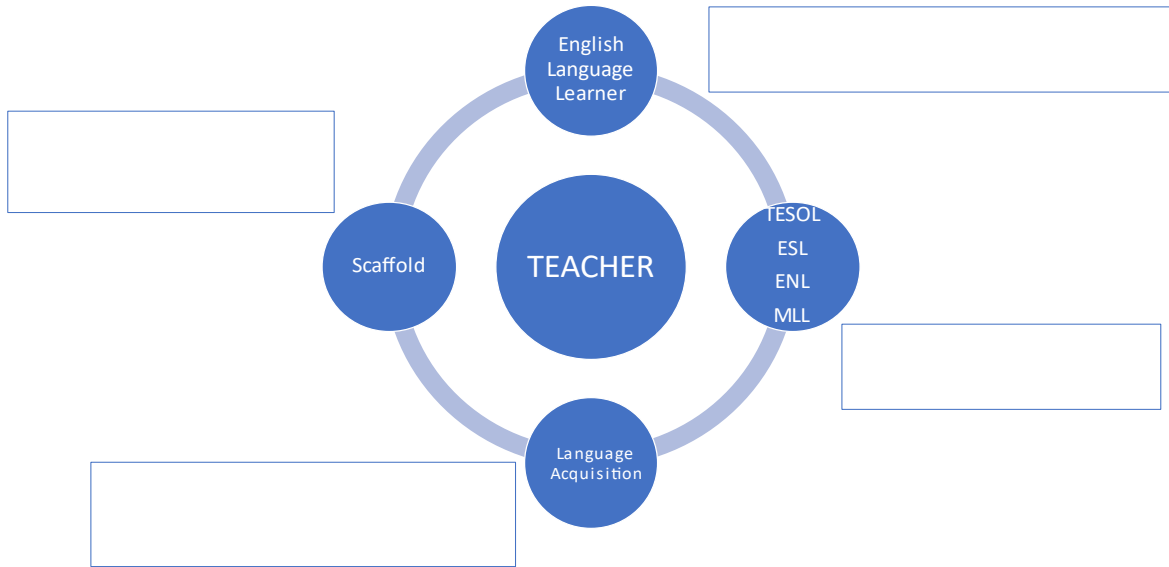 English
Language
Learner
TESOL
ESL
ENL
MLL
Scaffold
TEACHER
Language
Acquisition